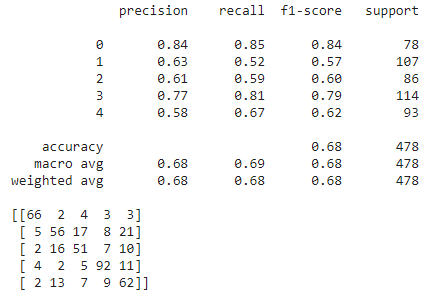 precision recall f1-score support
0 0.84 0.85 0.84 78
1 0.63 0.52 0.57 107
2 0.61 0.59 0.60 86
3 0.77 0.81 0.79 114
4 0.58 0.67 0.62 93
accuracy 0.68 478
macro avg 0.68 0.69 0.68 478
weighted avg 0.68 0.68 0.68 478
[[66 2 4 3 3]
[ 5 56 17 8 21]
[ 2 16 51 7 10]
[ 4 2 5 92 11]
[ 2 13 7 9 62]]